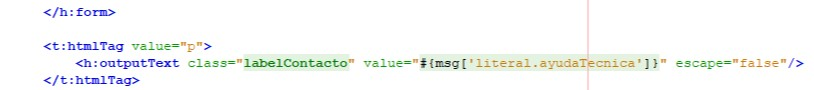 </h:form>
<t:htmlTag value="p">
<h:outputText class="labelContacto" value="#{msg['literal.ayudaTecnica']}" escape="false"/>
</t:htmlTag>